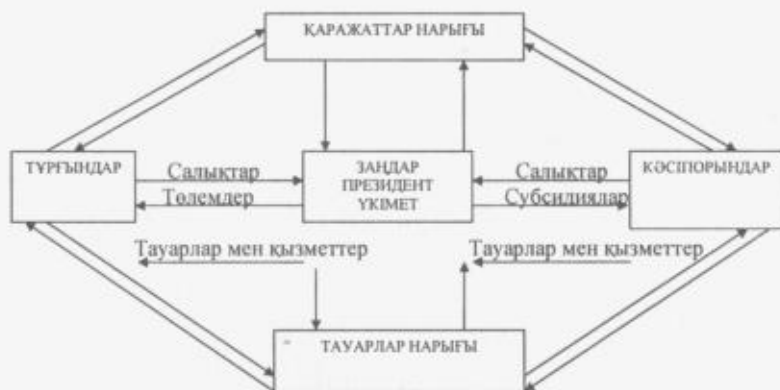 ҚАРАЖАТТАР НАРЫҒЫ
ТҰРҒЫНДАР
Салықтар
Төлемдер
ЗАҢДАР
ПРЕЗИДЕНТ
ҮКІМЕТ
Салықтар
Субсидиялар
КӘСІПОРЫНДАР
Тауарлар мен қызметтер
Тауарлар мен қызметтер
ТАУАРЛАР НАРЫҒЫ